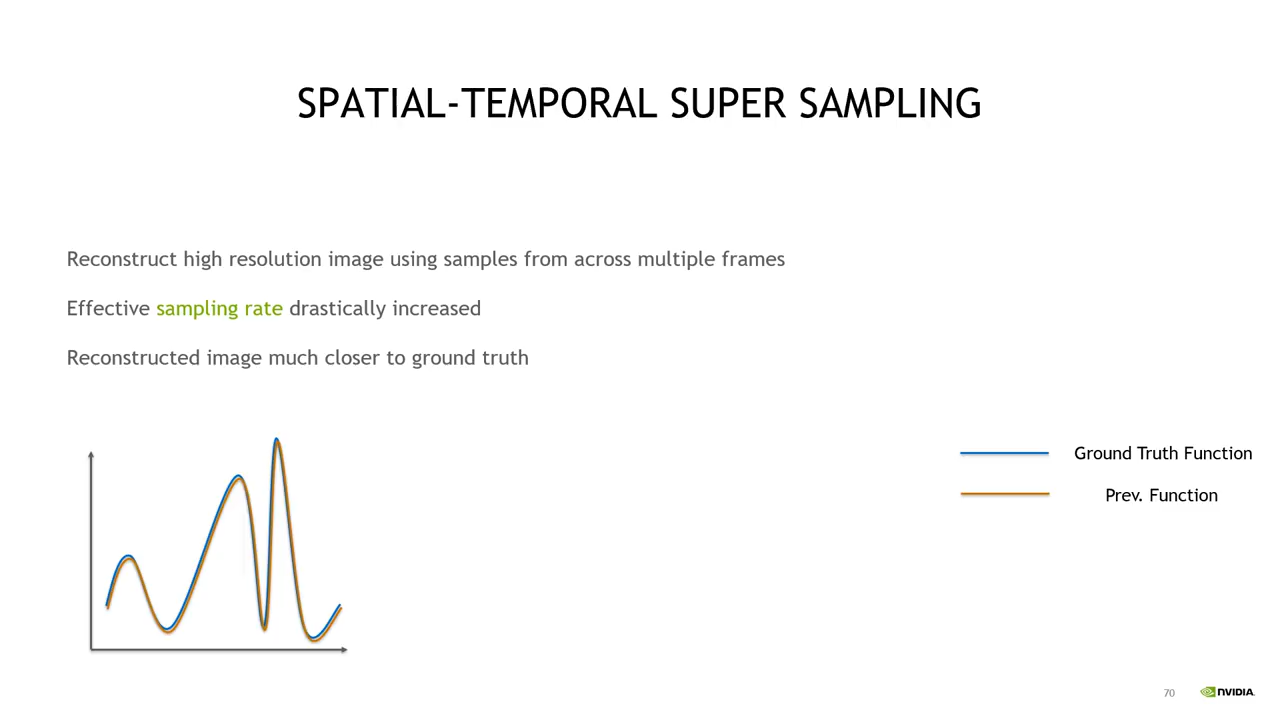 SPATIAL-TEMPORAL SUPER SAMPLING
Reconstruct high resolution image using samples from across multiple frames
Effective sampling rate drastically increased
Reconstructed image much closer to ground truth
Ground Truth Function
Prev. Function
70
NVIDIA.